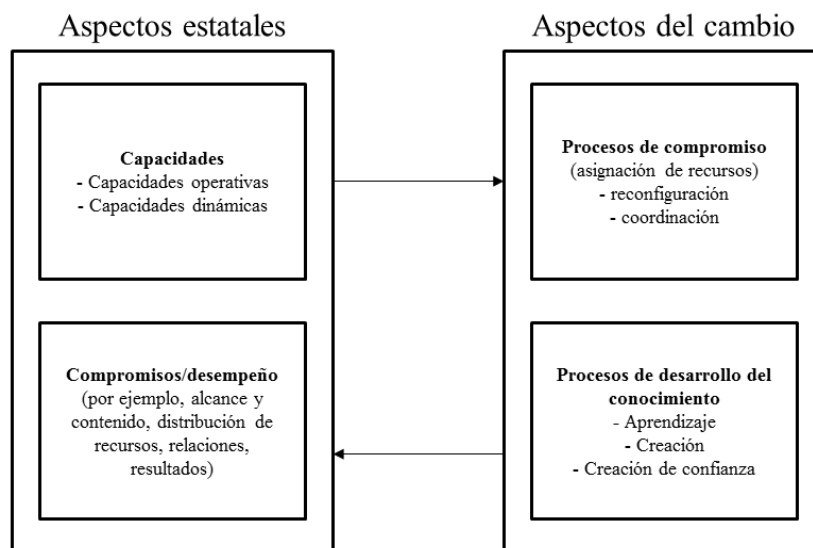 Aspectos estatales
Capacidades
- Capacidades operativas
- Capacidades dinámicas
Compromisos/desempeño
(por ejemplo, alcance y
contenido, distribución de
recursos, relaciones,
resultados)
Aspectos del cambio
Procesos de compromiso
(asignación de recursos)
- reconfiguración
- coordinación
Procesos de desarrollo del
conocimiento
- Aprendizaje
- Creación
- Creación de confianza